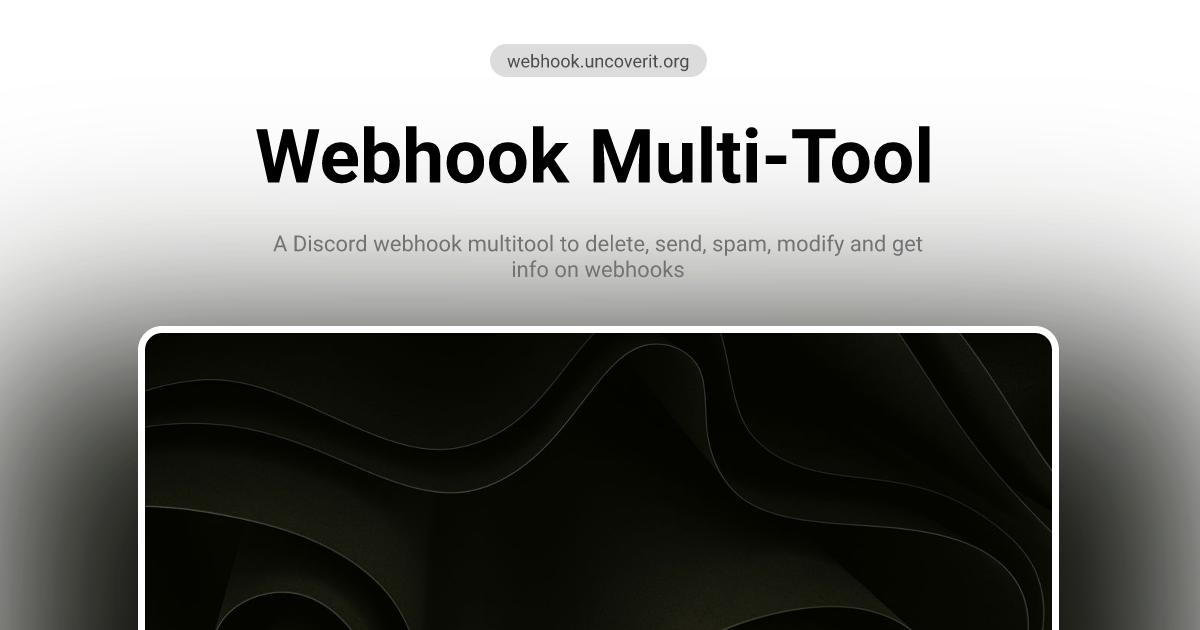 webhook.uncoverit.org
Webhook Multi-Tool
A Discord webhook multitool to delete, send, spam, modify and get
info on webhooks